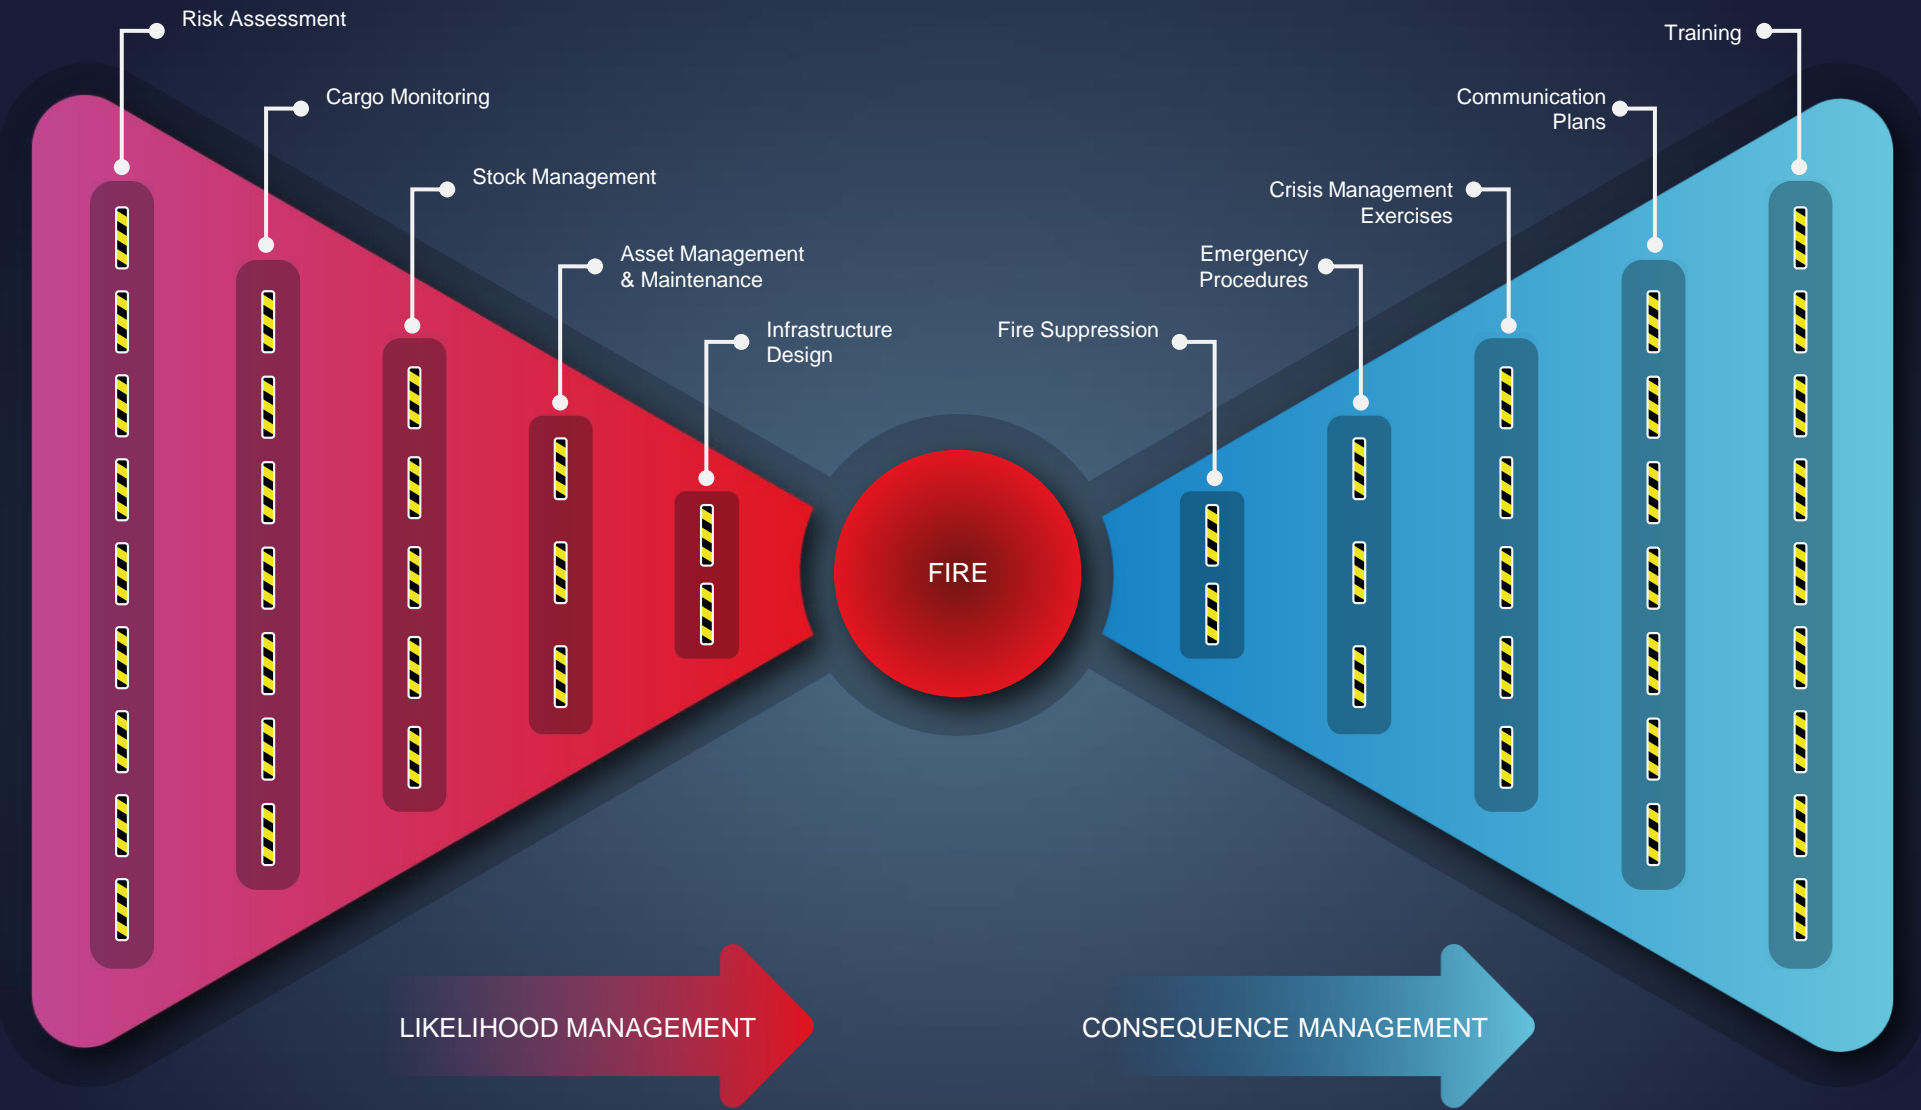 Risk Assessment
Cargo Monitoring
Stock Management
Asset Management
& Maintenance
Infrastructure
Design
FIRE
Fire Suppression
Emergency
Procedures
Crisis Management
Exercises
Communication
Plans
Training
LIKELIHOOD MANAGEMENT
CONSEQUENCE MANAGEMENT